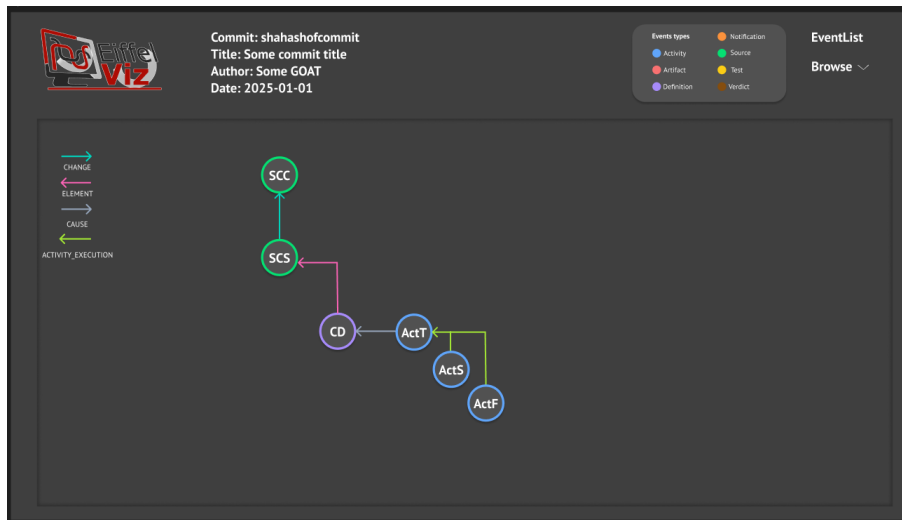 Eiffel
Viz
Commit: shahashofcommit
Title: Some commit title
Author: Some GOAT
Date: 2025-01-01
Events types
Activity
Artifact
Definition
Notification
Source
Test
Verdict
EventList
Browse
CHANGE
ELEMENT
CAUSE
ACTIVITY_EXECUTION
SCC
SCS
CD
ActT
ActS
ActF